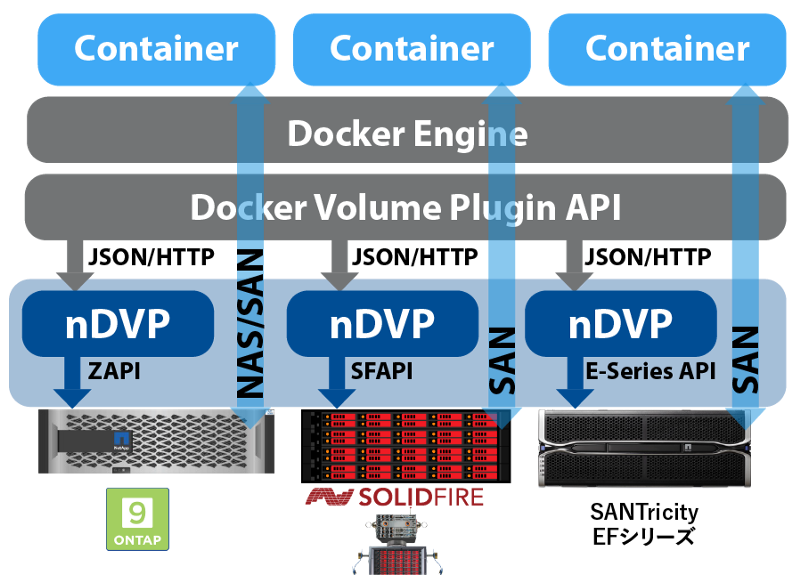 Container Container Container
Docker Engine
Docker Volume Plugin API
JSON/HTTP JSON/HTTP JSON/HTTP
nDVP nDVP nDVP
NAS/SAN SAN SAN
ZAPI SFAPI E-Series API
NetApp
SOLIDFIRE
9
ONTAP
SANTricity
EFシリーズ